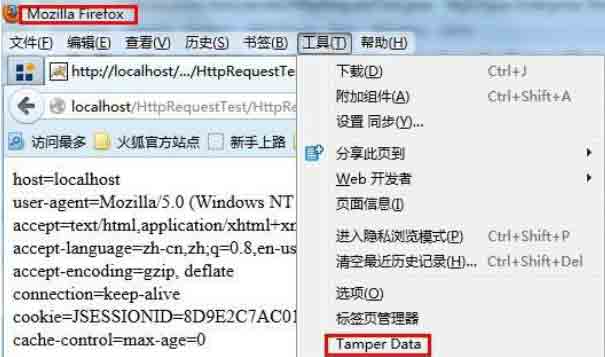 Mozilla Firefox
文件(F) 编辑(E) 查看(V) 历史(S) 书签(B) 工具(T) 帮助(H)
http://localhost/.../HttpRequestTe
localhost/HttpRequestTest/HttpRe
访问最多 火狐官方站点 新手上路
host=localhost
user-agent=Mozilla/5.0 (Windows NT
accept=text/html,application/xhtml+xm
accept-language=zh-cn,zh;q=0.8,en-us
accept-encoding=gzip, deflate
connection=keep-alive
cookie=JSESSIONID=8D9E2C7AC01
cache-control=max-age=0
下载(D) Ctrl+J
附加组件(A) Ctrl+Shift+A
设置 同步(Y)...
分享此页到
Web 开发者
页面信息(I)
进入隐私浏览模式(P) Ctrl+Shift+P
清空最近历史记录(H)... Ctrl+Shift+Del
选项(O)
标签页管理器
Tamper Data